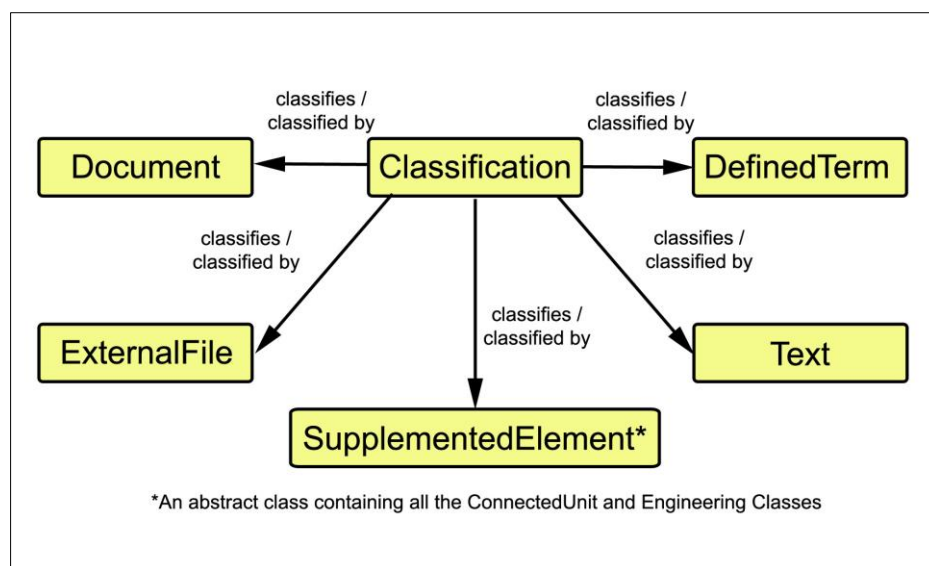 classifies /
classified by
classifies /
classified by
Document
Classification
DefinedTerm
classifies /
classified by
classifies /
classified by
classifies /
classified by
ExternalFile
Text
SupplementedElement*
*An abstract class containing all the ConnectedUnit and Engineering Classes